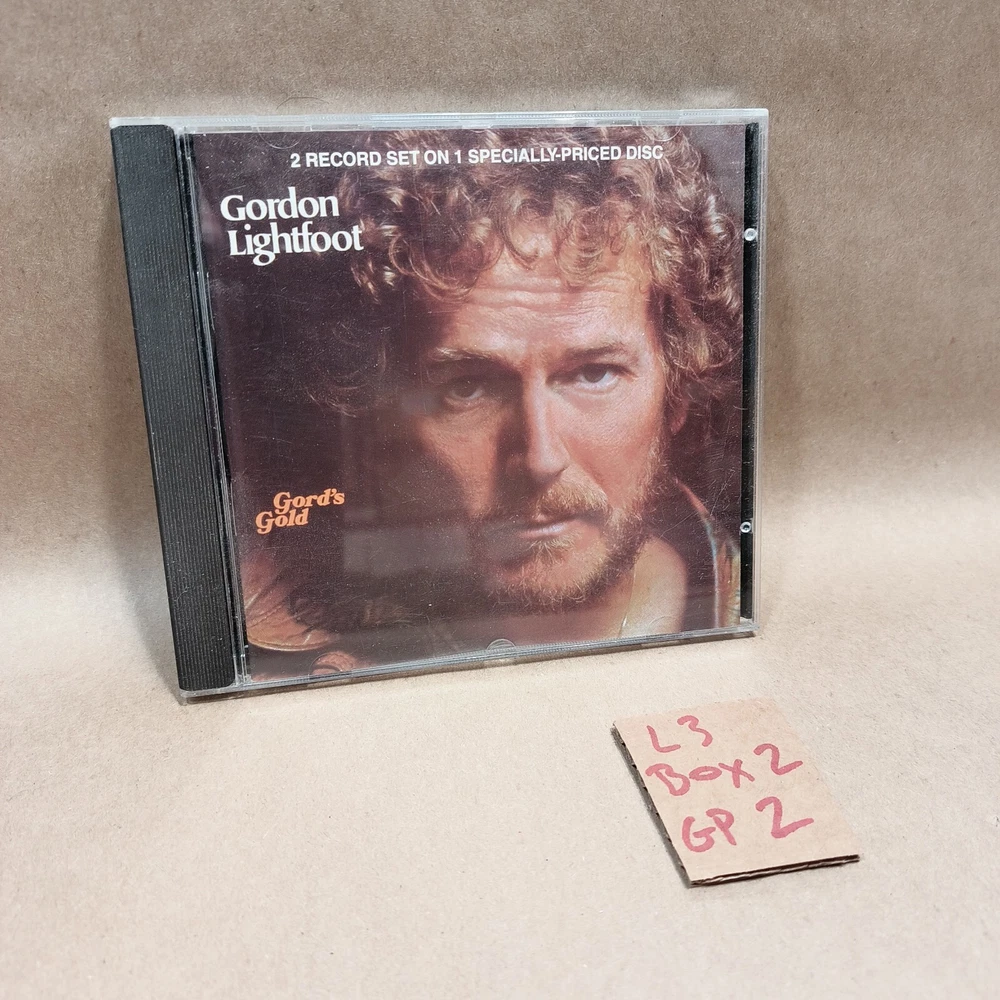 2 RECORD SET ON 1 SPECIALLY-PRICED DISC
Gordon
Lightfoot
Gord's
Gold
L3
BOX 2
GP 2